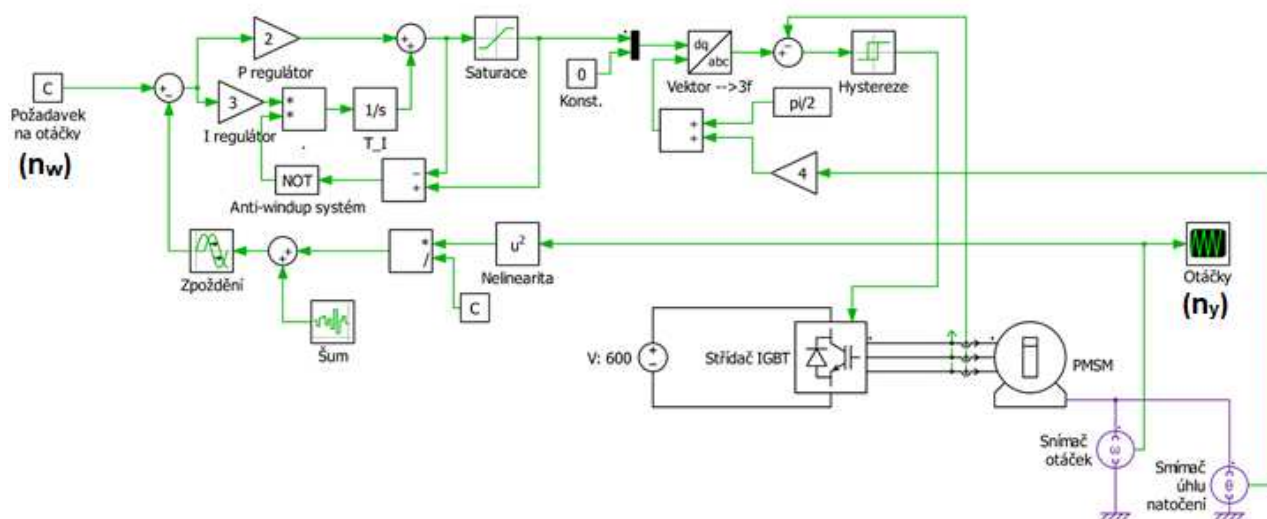 2
P regulátor
Saturace
0
Konst.
dq
abc
Vektor -->3f
Hystereze
C
Požadavek
na otáčky
(nw)
3
I regulátor
*
*
.
1/s
T_I
+
+
pi/2
4
NOT
Anti-windup systém
−
+
Zpoždění
+
*
/
u²
Nelinearita
C
Šum
Otáčky
(ny)
V: 600
Střídač IGBT
PMSM
Snímač
otáček
ω
Smímač
úhlu
natočení
θ